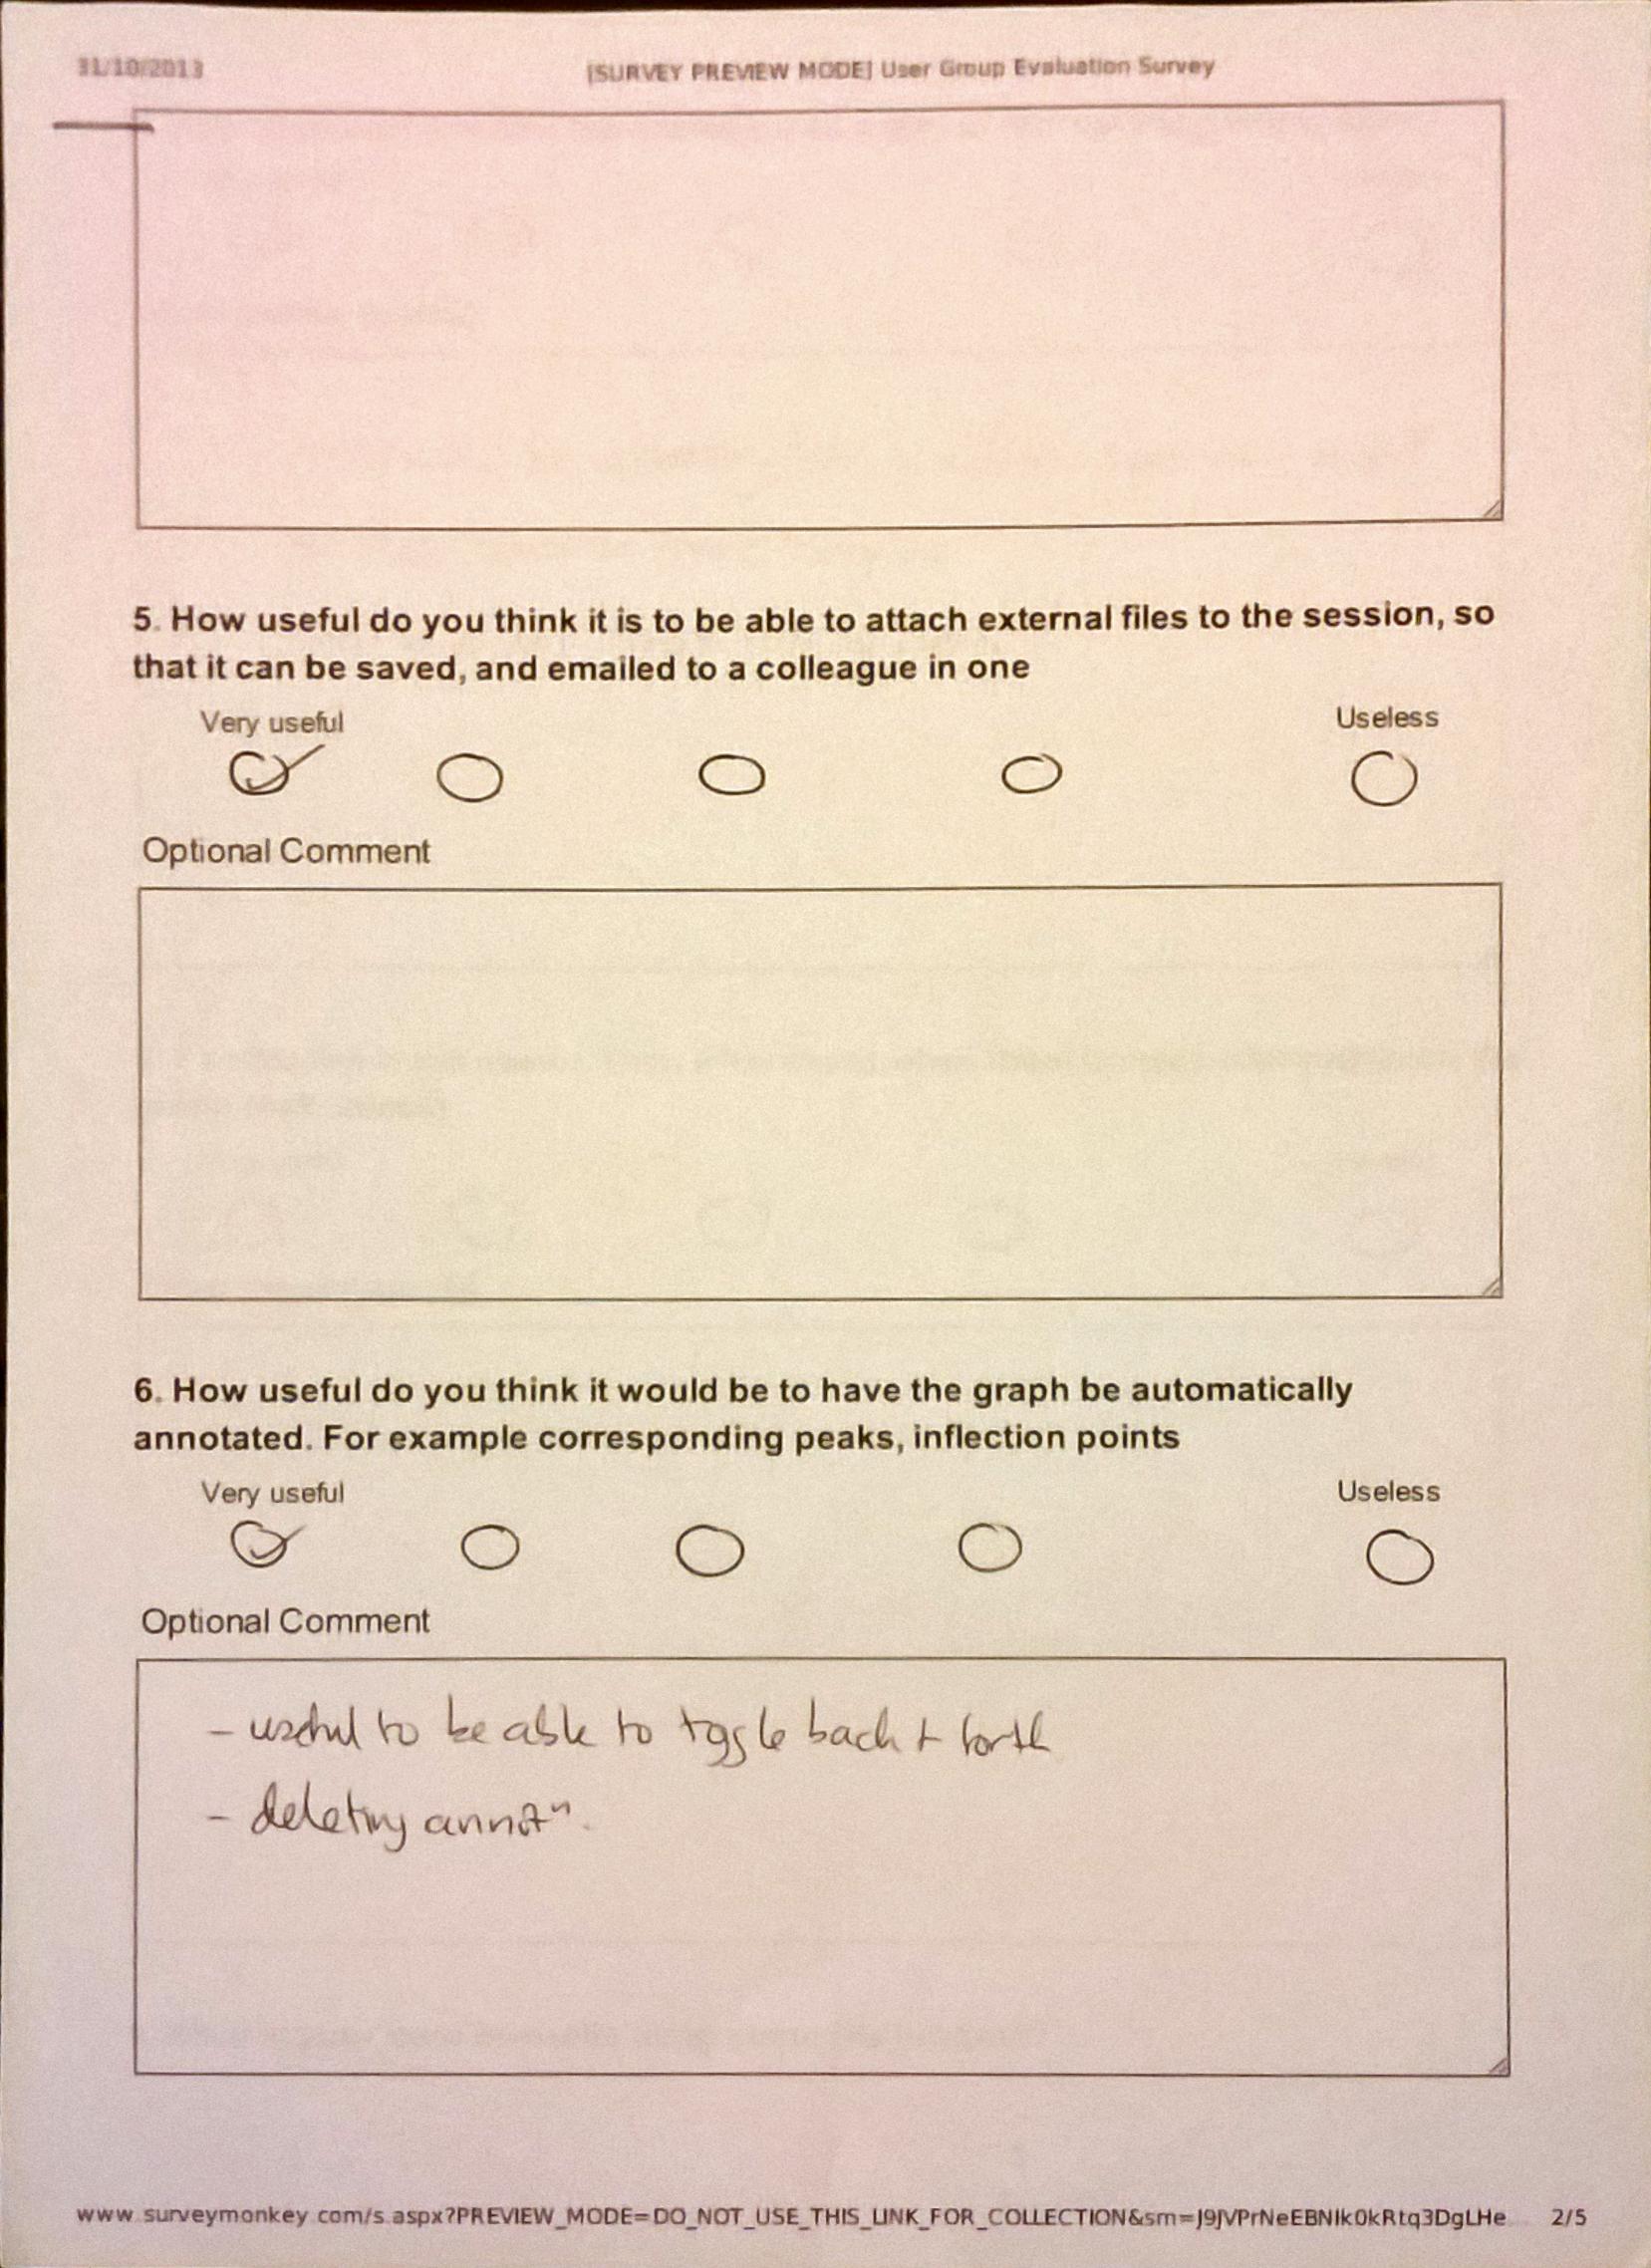 31/10/2013
[SURVEY PREVIEW MODE] User Group Evaluation Survey
5. How useful do you think it is to be able to attach external files to the session, so
that it can be saved, and emailed to a colleague in one
Very useful
Useless
Optional Comment
6. How useful do you think it would be to have the graph be automatically
annotated. For example corresponding peaks, inflection points
Very useful
Useless
Optional Comment
- useful to be able to toggle back + forth
- deleting annotⁿ.
www.surveymonkey.com/s.aspx?PREVIEW_MODE=DO_NOT_USE_THIS_LINK_FOR_COLLECTION&sm=J9JVPrNeEBNIk0kRtq3DgLHe
2/5